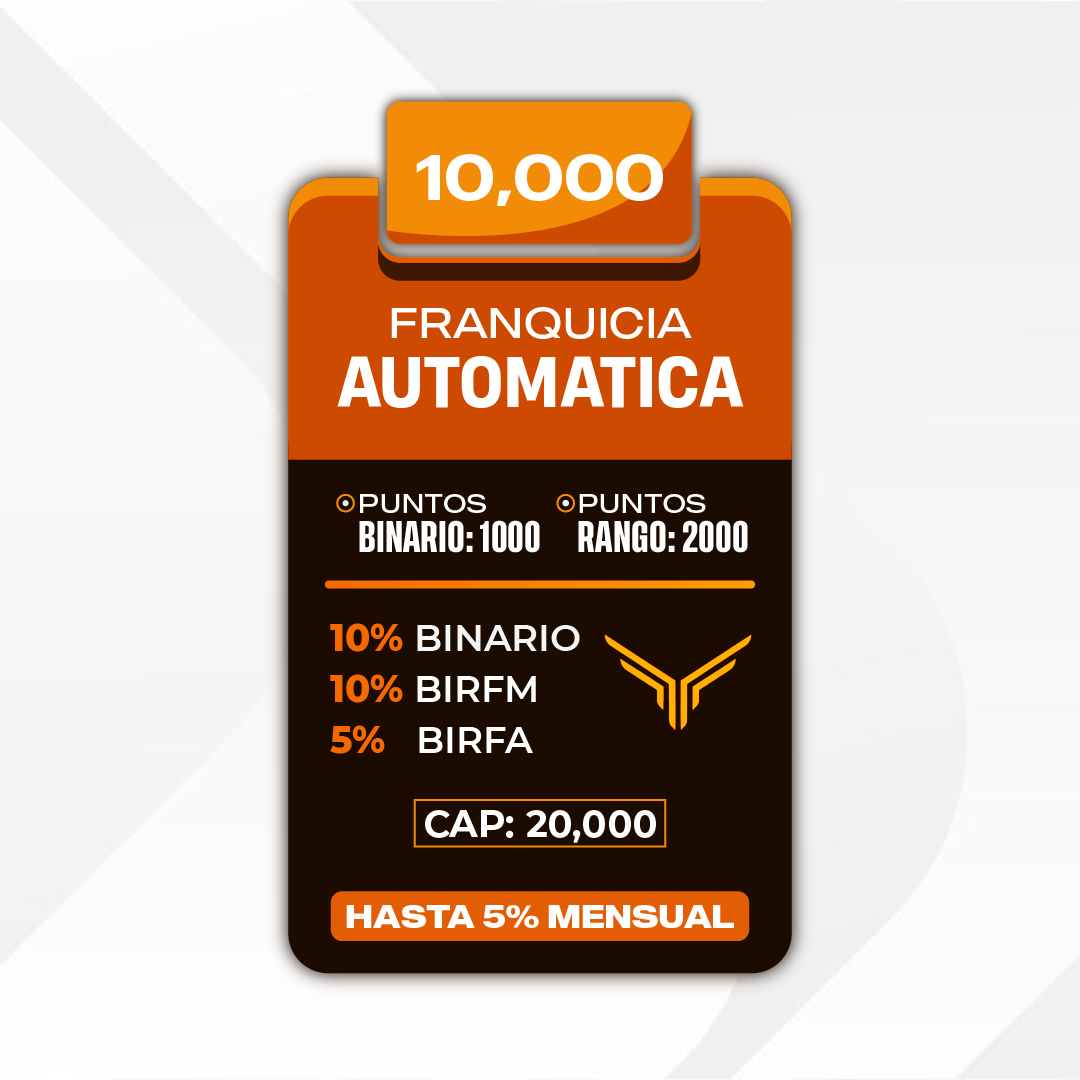 10,000
FRANQUICIA
AUTOMATICA
PUNTOS
BINARIO: 1000
PUNTOS
RANGO: 2000
10% BINARIO
10% BIRFM
5% BIRFA
CAP: 20,000
HASTA 5% MENSUAL